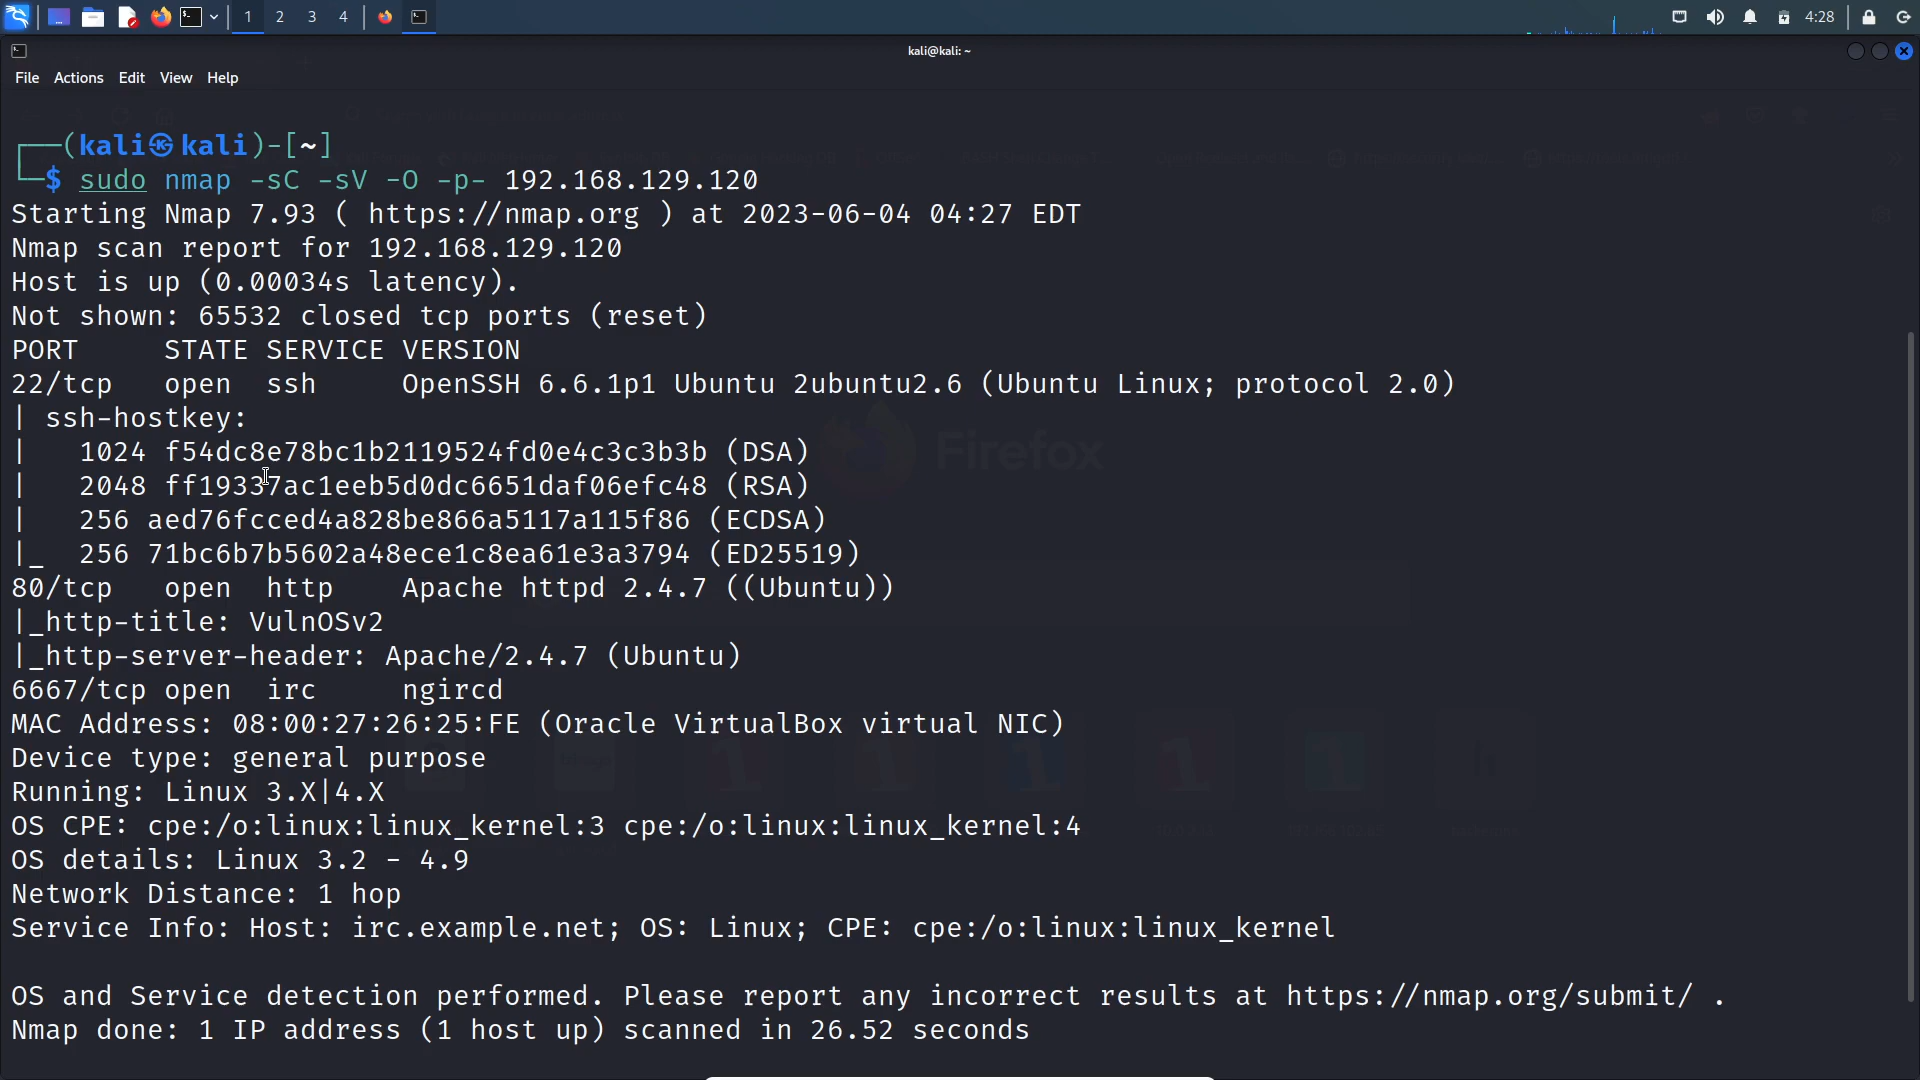 1 2 3 4 4:28
kali@kali: ~
File Actions Edit View Help
┌──(kali㉿kali)-[~]
└─$ sudo nmap -sC -sV -O -p- 192.168.129.120
Starting Nmap 7.93 ( https://nmap.org ) at 2023-06-04 04:27 EDT
Nmap scan report for 192.168.129.120
Host is up (0.00034s latency).
Not shown: 65532 closed tcp ports (reset)
PORT     STATE SERVICE VERSION
22/tcp   open  ssh     OpenSSH 6.6.1p1 Ubuntu 2ubuntu2.6 (Ubuntu Linux; protocol 2.0)
| ssh-hostkey:
|   1024 f54dc8e78bc1b2119524fd0e4c3c3b3b (DSA)
|   2048 ff19337ac1eeb5d0dc6651daf06efc48 (RSA)
|   256 aed76fcced4a828be866a5117a115f86 (ECDSA)
|_  256 71bc6b7b5602a48ece1c8ea61e3a3794 (ED25519)
80/tcp   open  http    Apache httpd 2.4.7 ((Ubuntu))
|_http-title: VulnOSv2
|_http-server-header: Apache/2.4.7 (Ubuntu)
6667/tcp open  irc     ngircd
MAC Address: 08:00:27:26:25:FE (Oracle VirtualBox virtual NIC)
Device type: general purpose
Running: Linux 3.X|4.X
OS CPE: cpe:/o:linux:linux_kernel:3 cpe:/o:linux:linux_kernel:4
OS details: Linux 3.2 - 4.9
Network Distance: 1 hop
Service Info: Host: irc.example.net; OS: Linux; CPE: cpe:/o:linux:linux_kernel
OS and Service detection performed. Please report any incorrect results at https://nmap.org/submit/ .
Nmap done: 1 IP address (1 host up) scanned in 26.52 seconds
Firefox